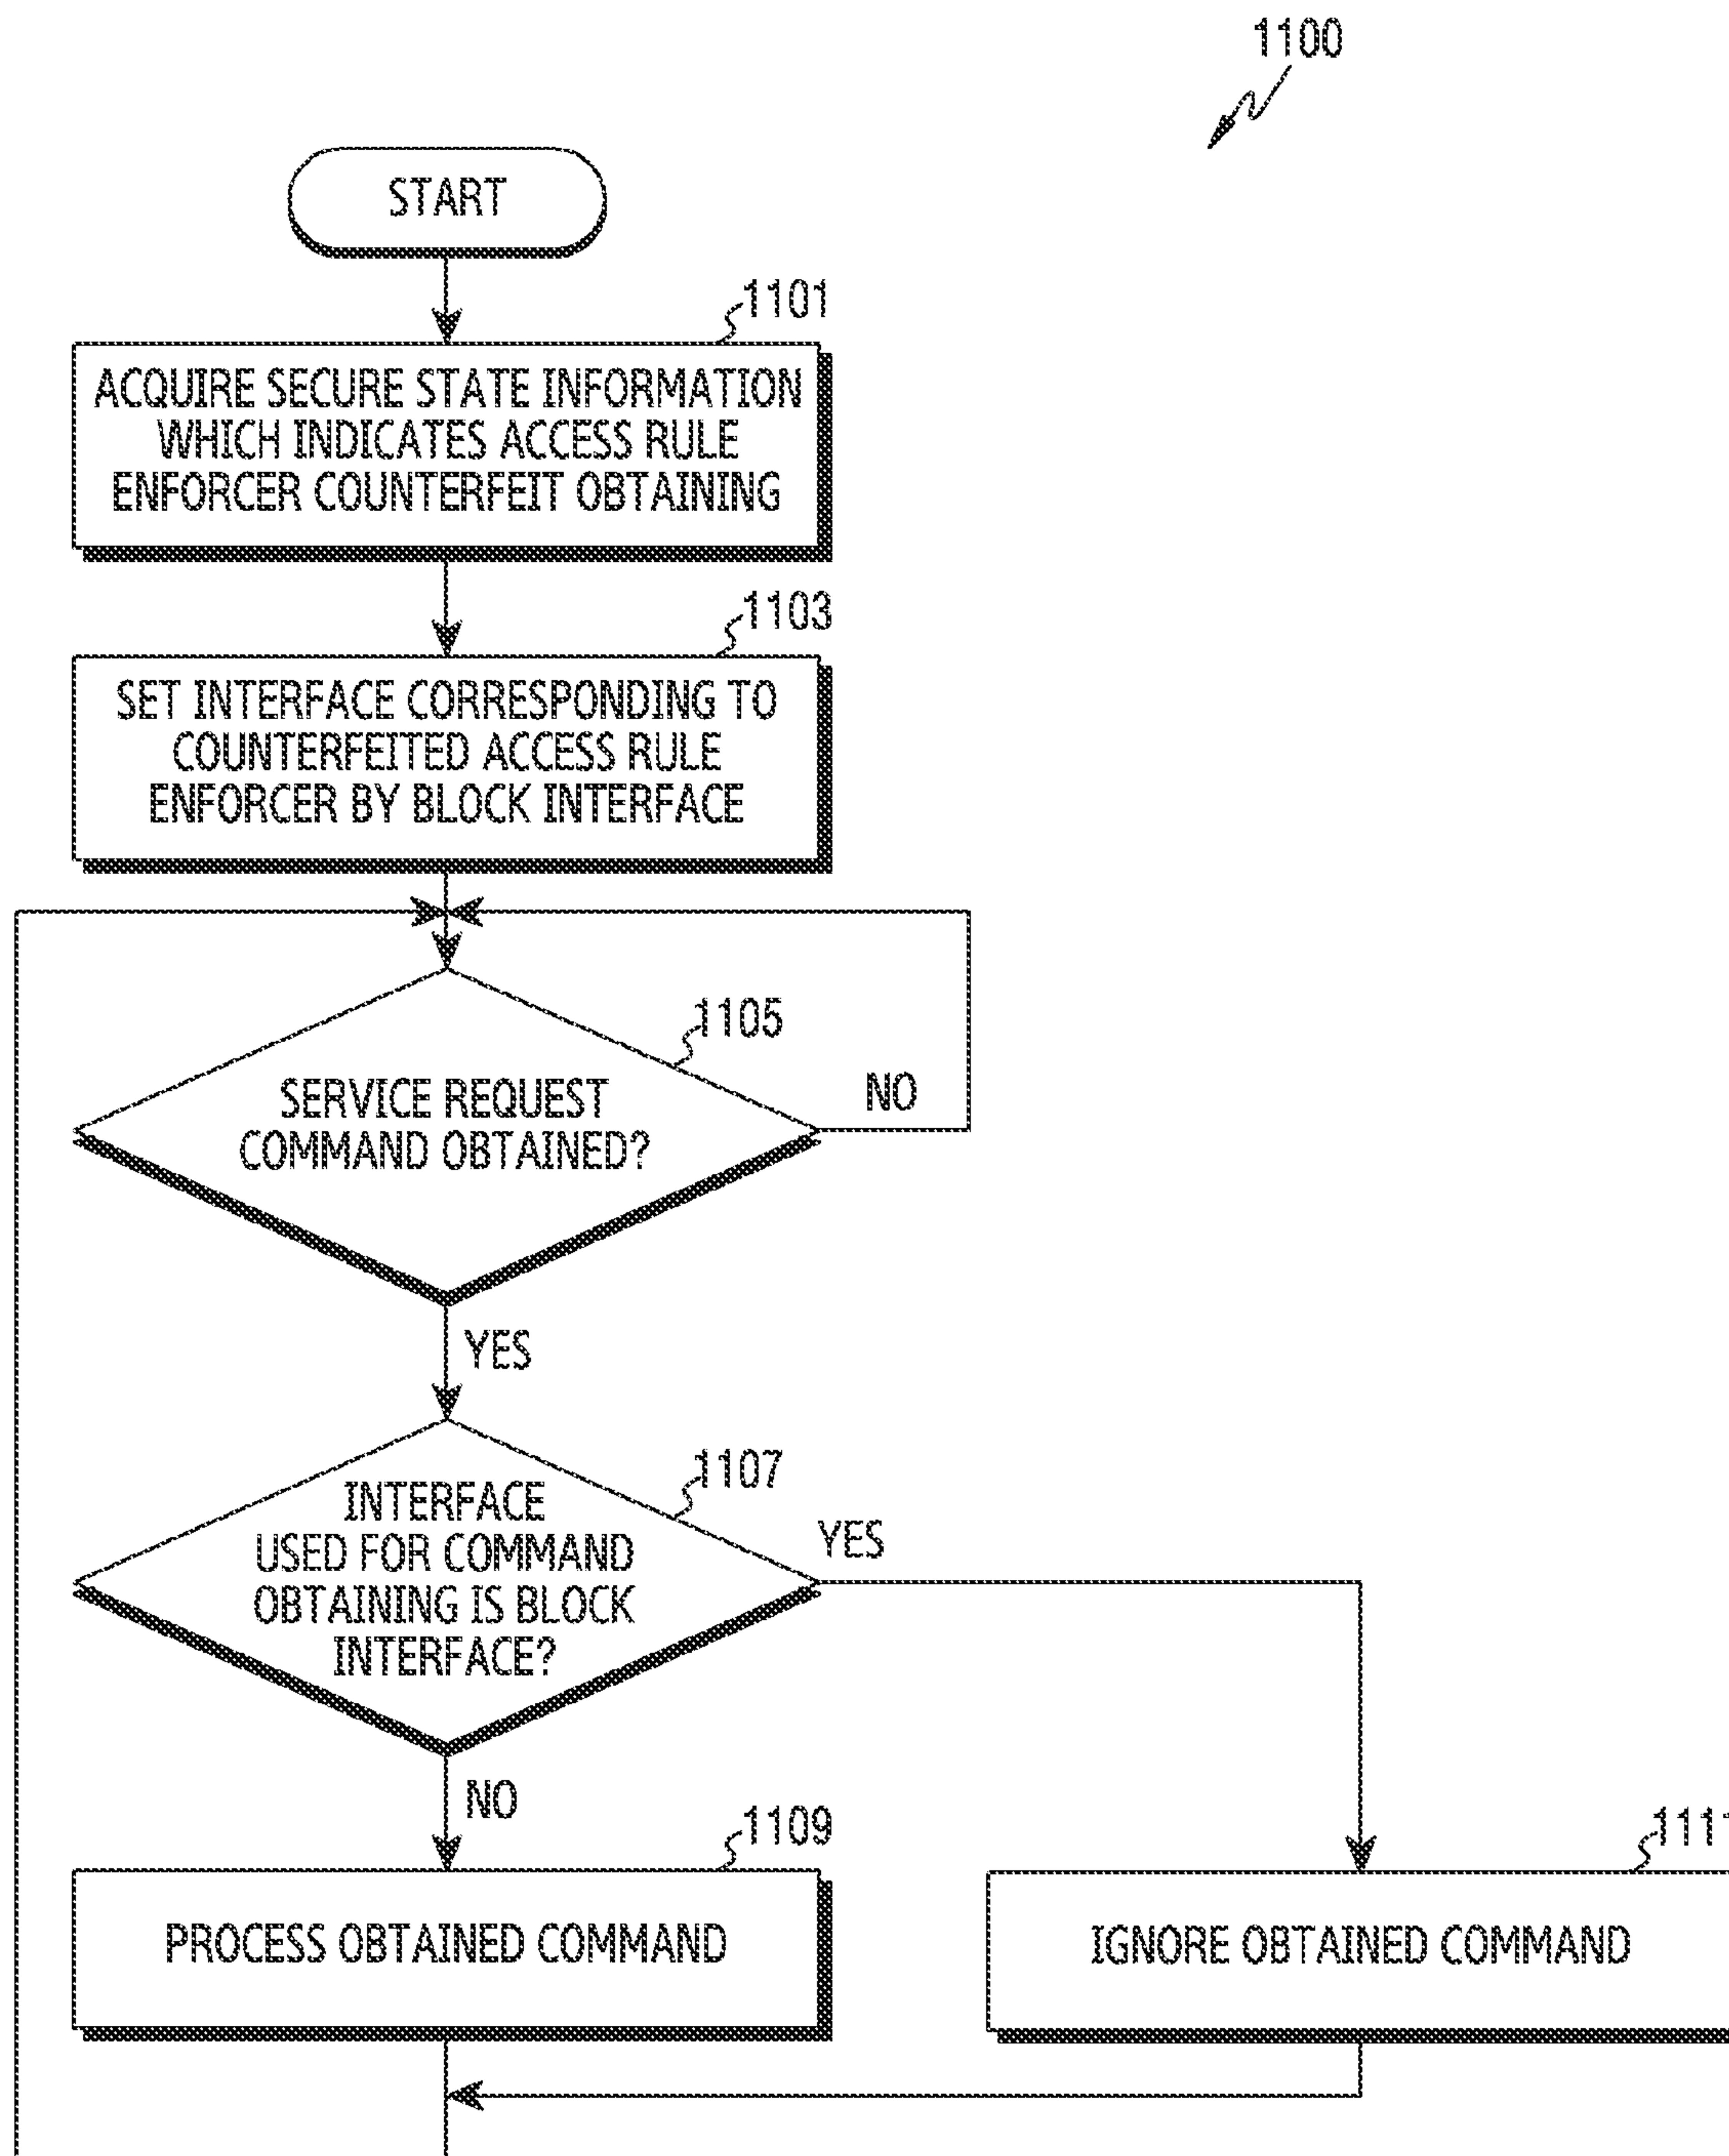 1100
START
1101
ACQUIRE SECURE STATE INFORMATION
WHICH INDICATES ACCESS RULE
ENFORCER COUNTERFEIT OBTAINING
1103
SET INTERFACE CORRESPONDING TO
COUNTERFEITED ACCESS RULE
ENFORCER BY BLOCK INTERFACE
1105
SERVICE REQUEST
COMMAND OBTAINED?
NO
YES
1107
INTERFACE
USED FOR COMMAND
OBTAINING IS BLOCK
INTERFACE?
YES
NO
1109
PROCESS OBTAINED COMMAND
1111
IGNORE OBTAINED COMMAND